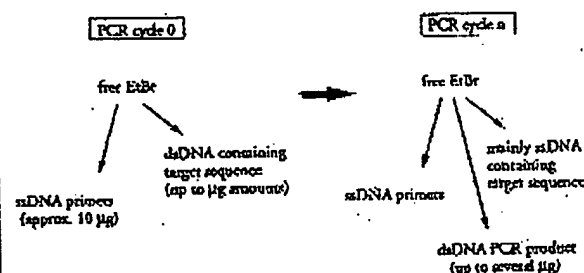 PCR cycle 0
free EtBr
dsDNA containing
target sequence
(up to µg amounts)
ssDNA primers
(approx. 10 µg)
PCR cycle n
free EtBr
mainly ssDNA
containing
target sequence
ssDNA primers
dsDNA PCR product
(up to several µg)